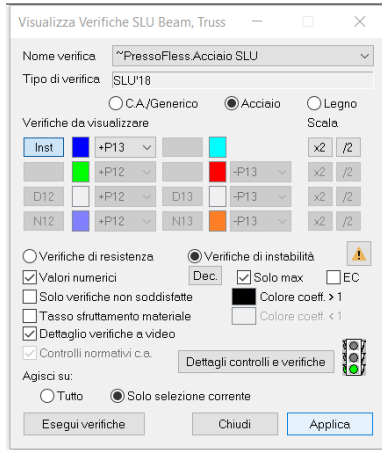 Visualizza Verifiche SLU Beam, Truss
Nome verifica ~PressoFless.Acciaio SLU
Tipo di verifica SLU'18
C.A./Generico Acciaio Legno
Verifiche da visualizzare Scala
Inst +P13 x2 /2
+P12 -P13 x2 /2
D12 +P12 D13 -P13 x2 /2
N12 +P12 N13 -P13 x2 /2
Verifiche di resistenza Verifiche di instabilità
Valori numerici Dec. Solo max EC
Solo verifiche non soddisfatte Colore coeff. > 1
Tasso sfruttamento materiale Colore coeff. < 1
Dettaglio verifiche a video
Controlli normativi c.a. Dettagli controlli e verifiche
Agisci su:
Tutto Solo selezione corrente
Esegui verifiche Chiudi Applica